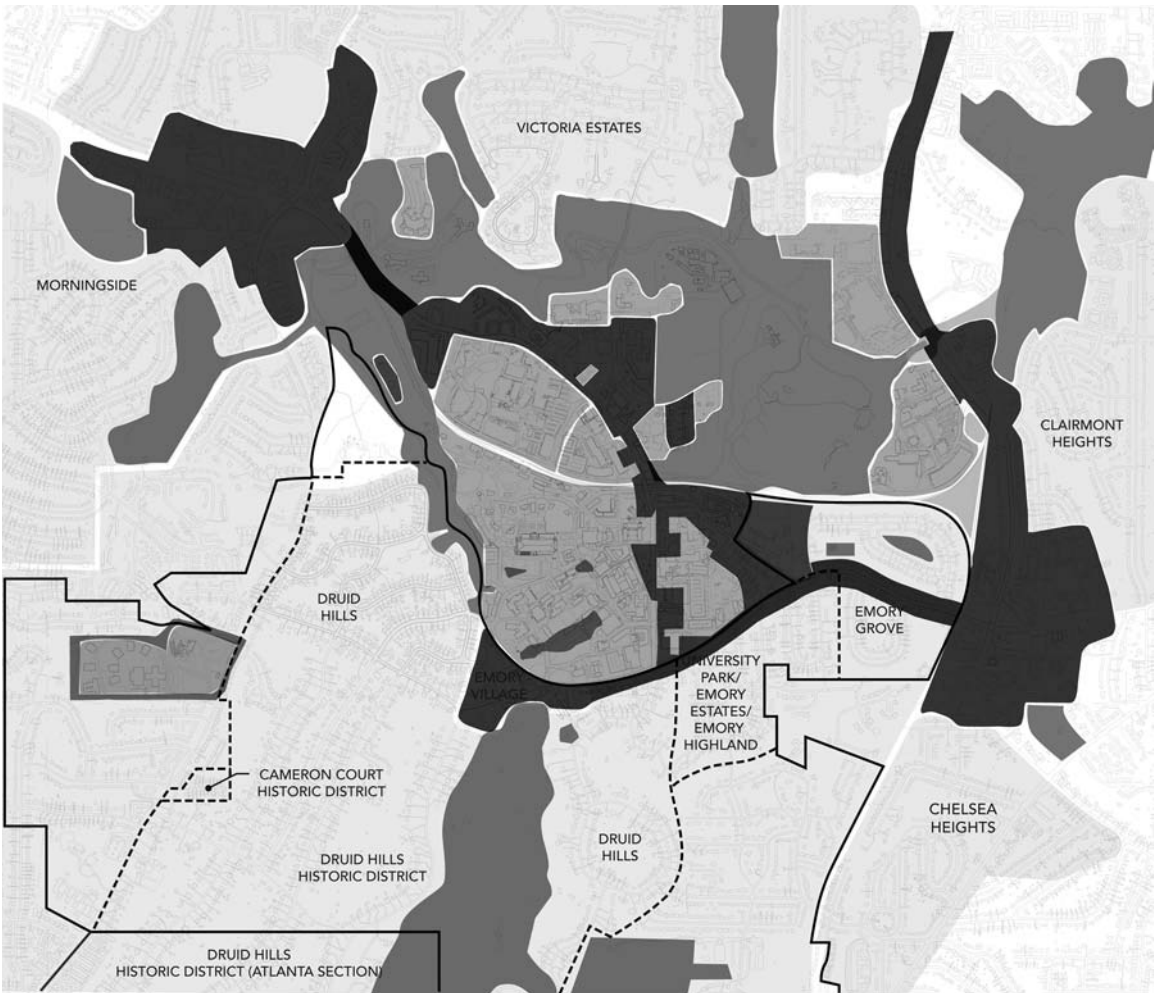 VICTORIA ESTATES
MORNINGSIDE
CLAIRMONT
HEIGHTS
DRUID
HILLS
EMORY
GROVE
EMORY
VILLAGE
UNIVERSITY
PARK/
EMORY
ESTATES/
EMORY
HIGHLAND
CAMERON COURT
HISTORIC DISTRICT
CHELSEA
HEIGHTS
DRUID
HILLS
DRUID HILLS
HISTORIC DISTRICT
DRUID HILLS
HISTORIC DISTRICT (ATLANTA SECTION)